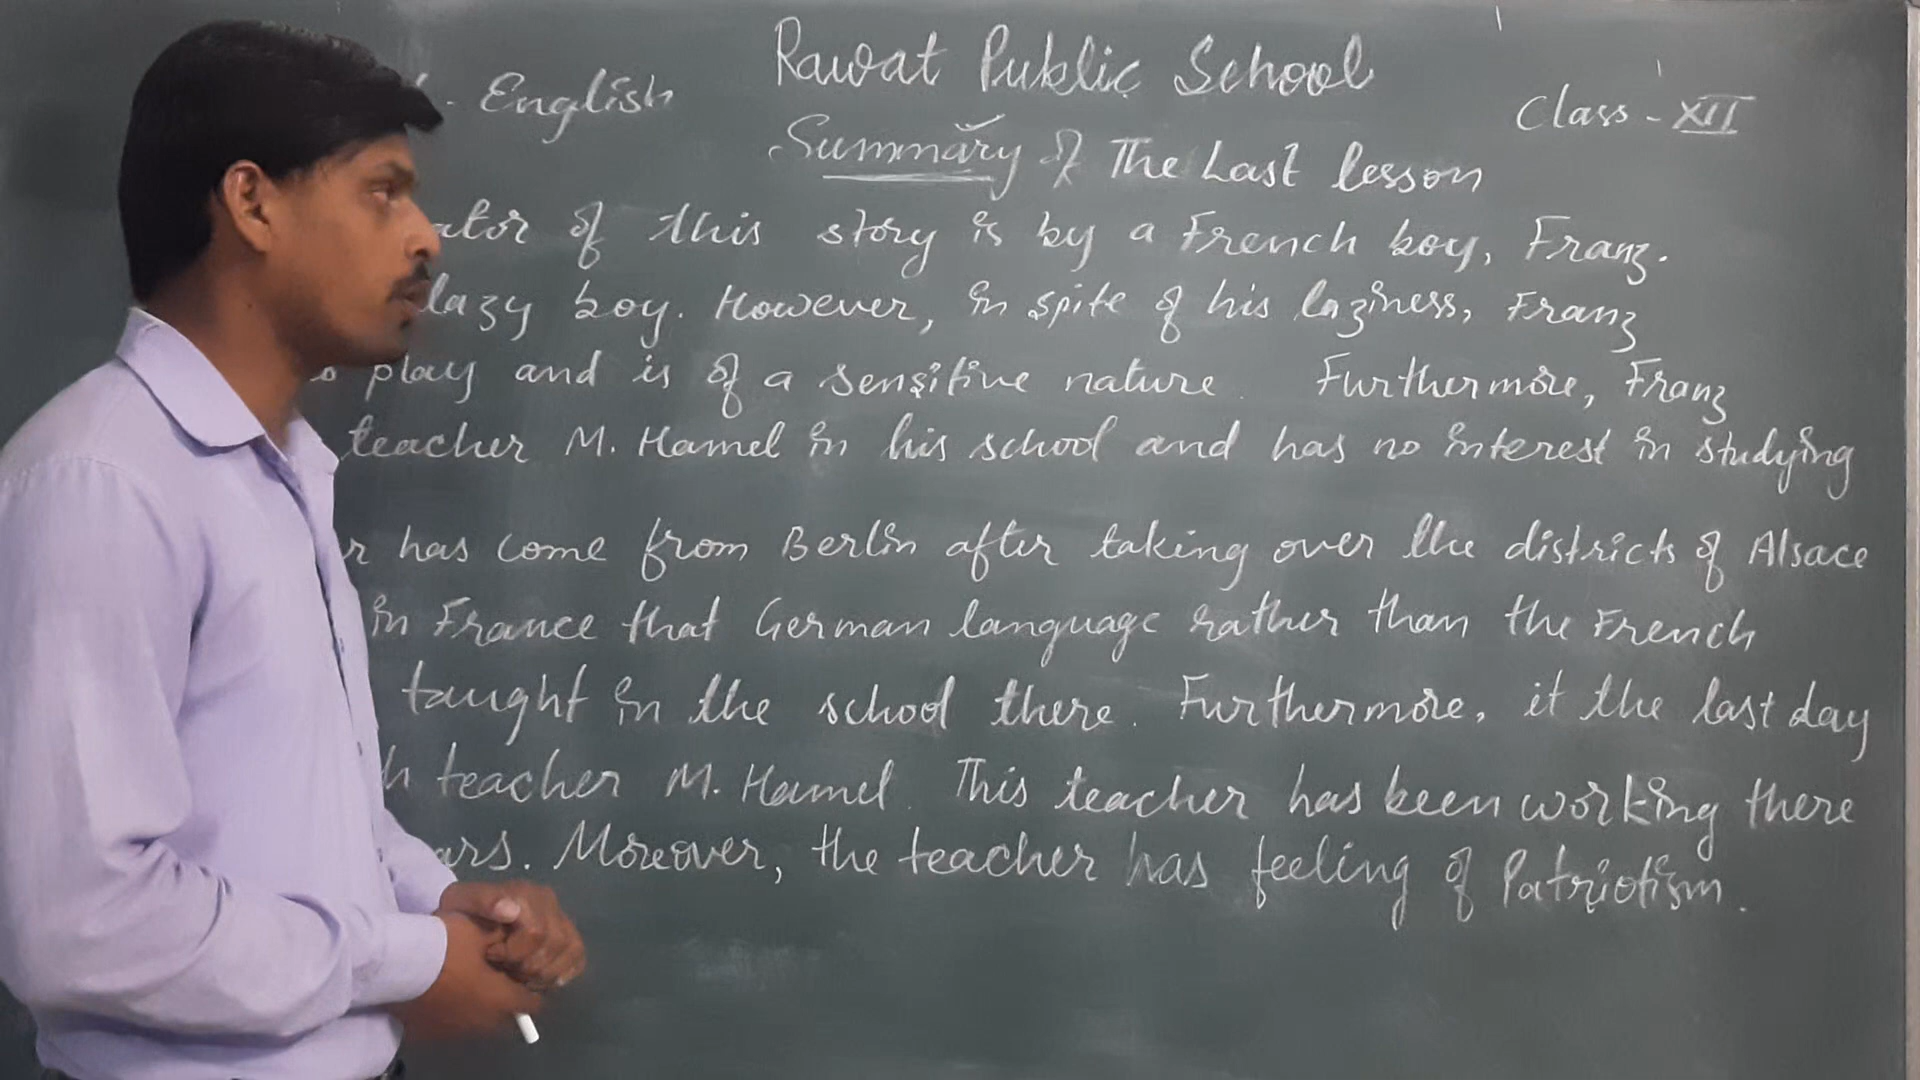 Rawat Public School
English
Class - XII
Summary of The Last lesson
ator of this story is by a French boy, Franz.
lazy boy. However, in spite of his laziness, Franz
play and is of a sensitive nature. Furthermore, Franz
teacher M. Hamel in his school and has no interest in studying
r has come from Berlin after taking over the districts of Alsace
in France that German language rather than the French
taught in the school there. Furthermore, it the last day
h teacher M. Hamel. This teacher has been working there
ars. Moreover, the teacher has feeling of Patriotism.